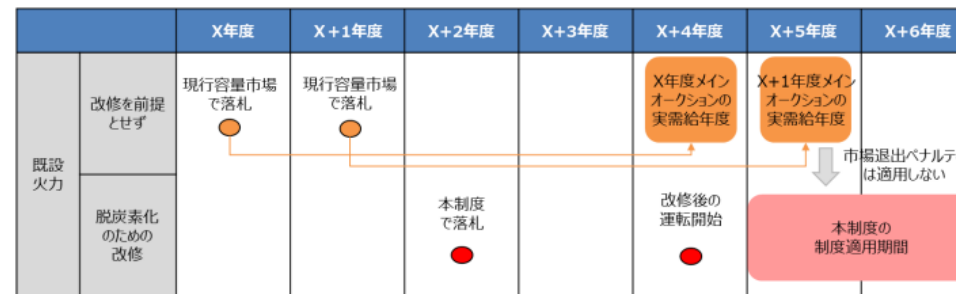 X年度
X+1年度
X+2年度
X+3年度
X+4年度
X+5年度
X+6年度
既設
火力
改修を前提
とせず
現行容量市場
で落札
現行容量市場
で落札
X年度メイン
オークションの
実需給年度
X+1年度メイン
オークションの
実需給年度
市場退出ペナルテ
は適用しない
脱炭素化
のための
改修
本制度
で落札
改修後の
運転開始
本制度の
制度適用期間